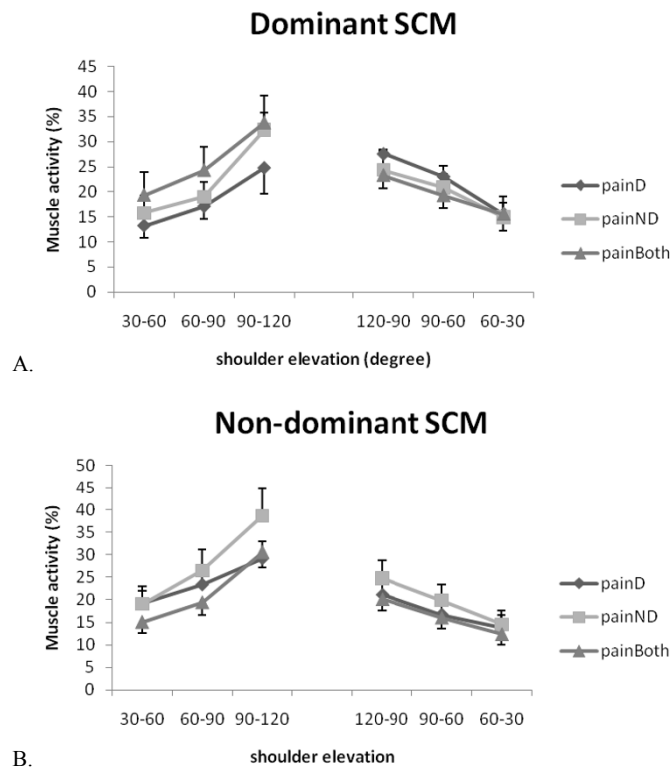 Dominant SCM
Muscle activity (%)
45
40
35
30
25
20
15
10
5
0
30-60 60-90 90-120 120-90 90-60 60-30
shoulder elevation (degree)
painD
painND
painBoth
A.
Non-dominant SCM
Muscle activity (%)
50
45
40
35
30
25
20
15
10
5
0
30-60 60-90 90-120 120-90 90-60 60-30
shoulder elevation
painD
painND
painBoth
B.